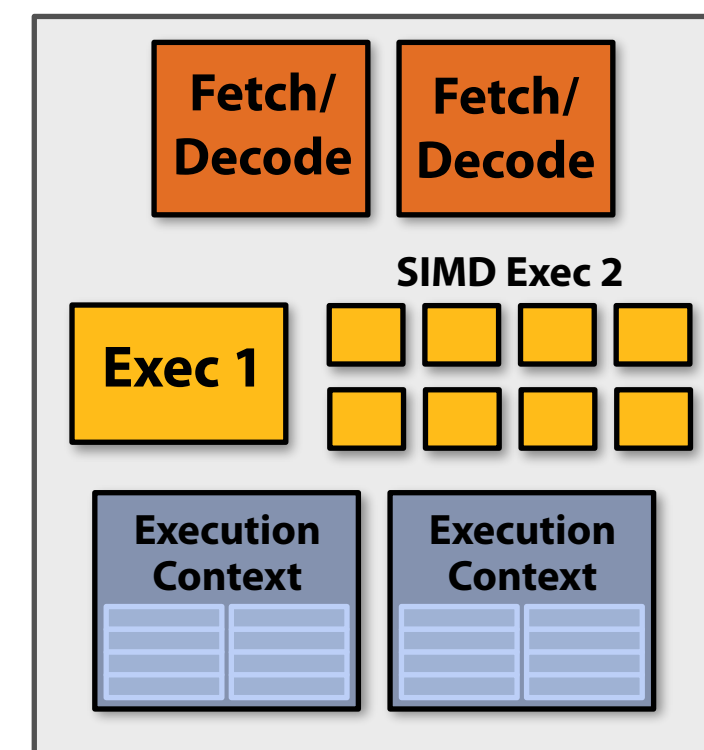 Fetch/
Decode
Fetch/
Decode
SIMD Exec 2
Exec 1
Execution
Context
Execution
Context